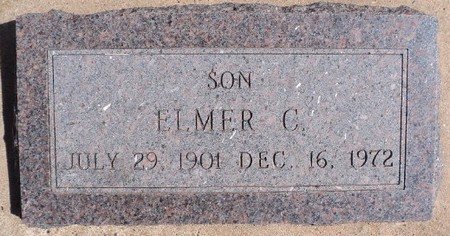 SON
ELMER C.
JULY 29, 1901 DEC. 16, 1972